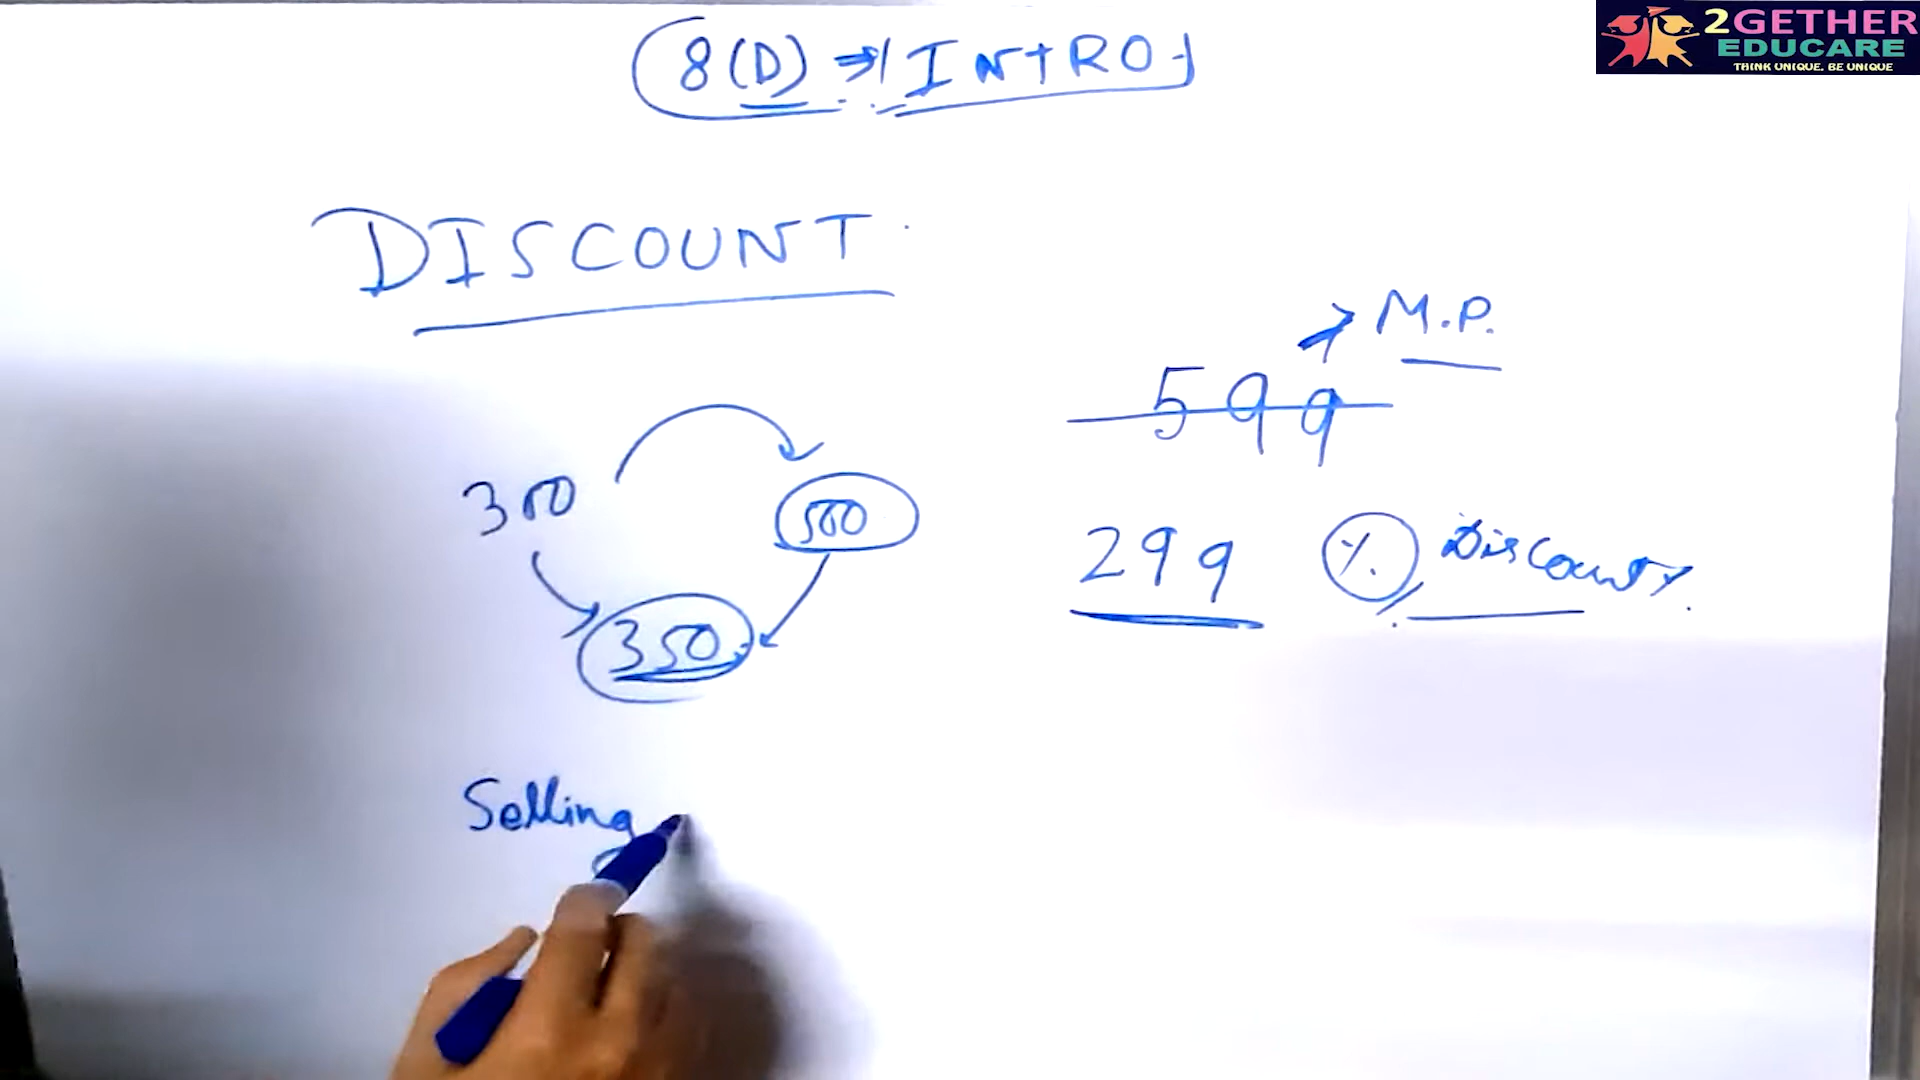 8(D) ⇒ INTRO
2GETHER
EDUCARE
THINK UNIQUE. BE UNIQUE
DISCOUNT
M.P.
599
300
500
299 % Discount
350
Selling